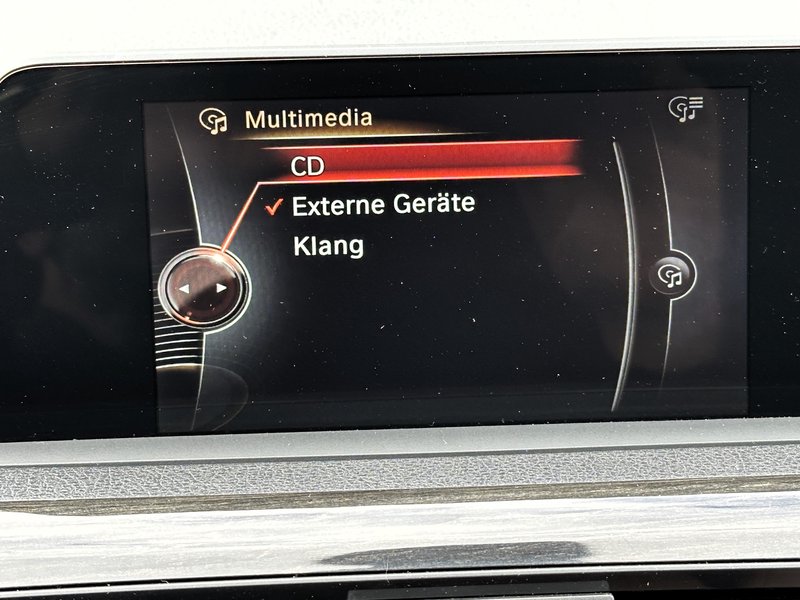 Multimedia
CD
Externe Geräte
Klang